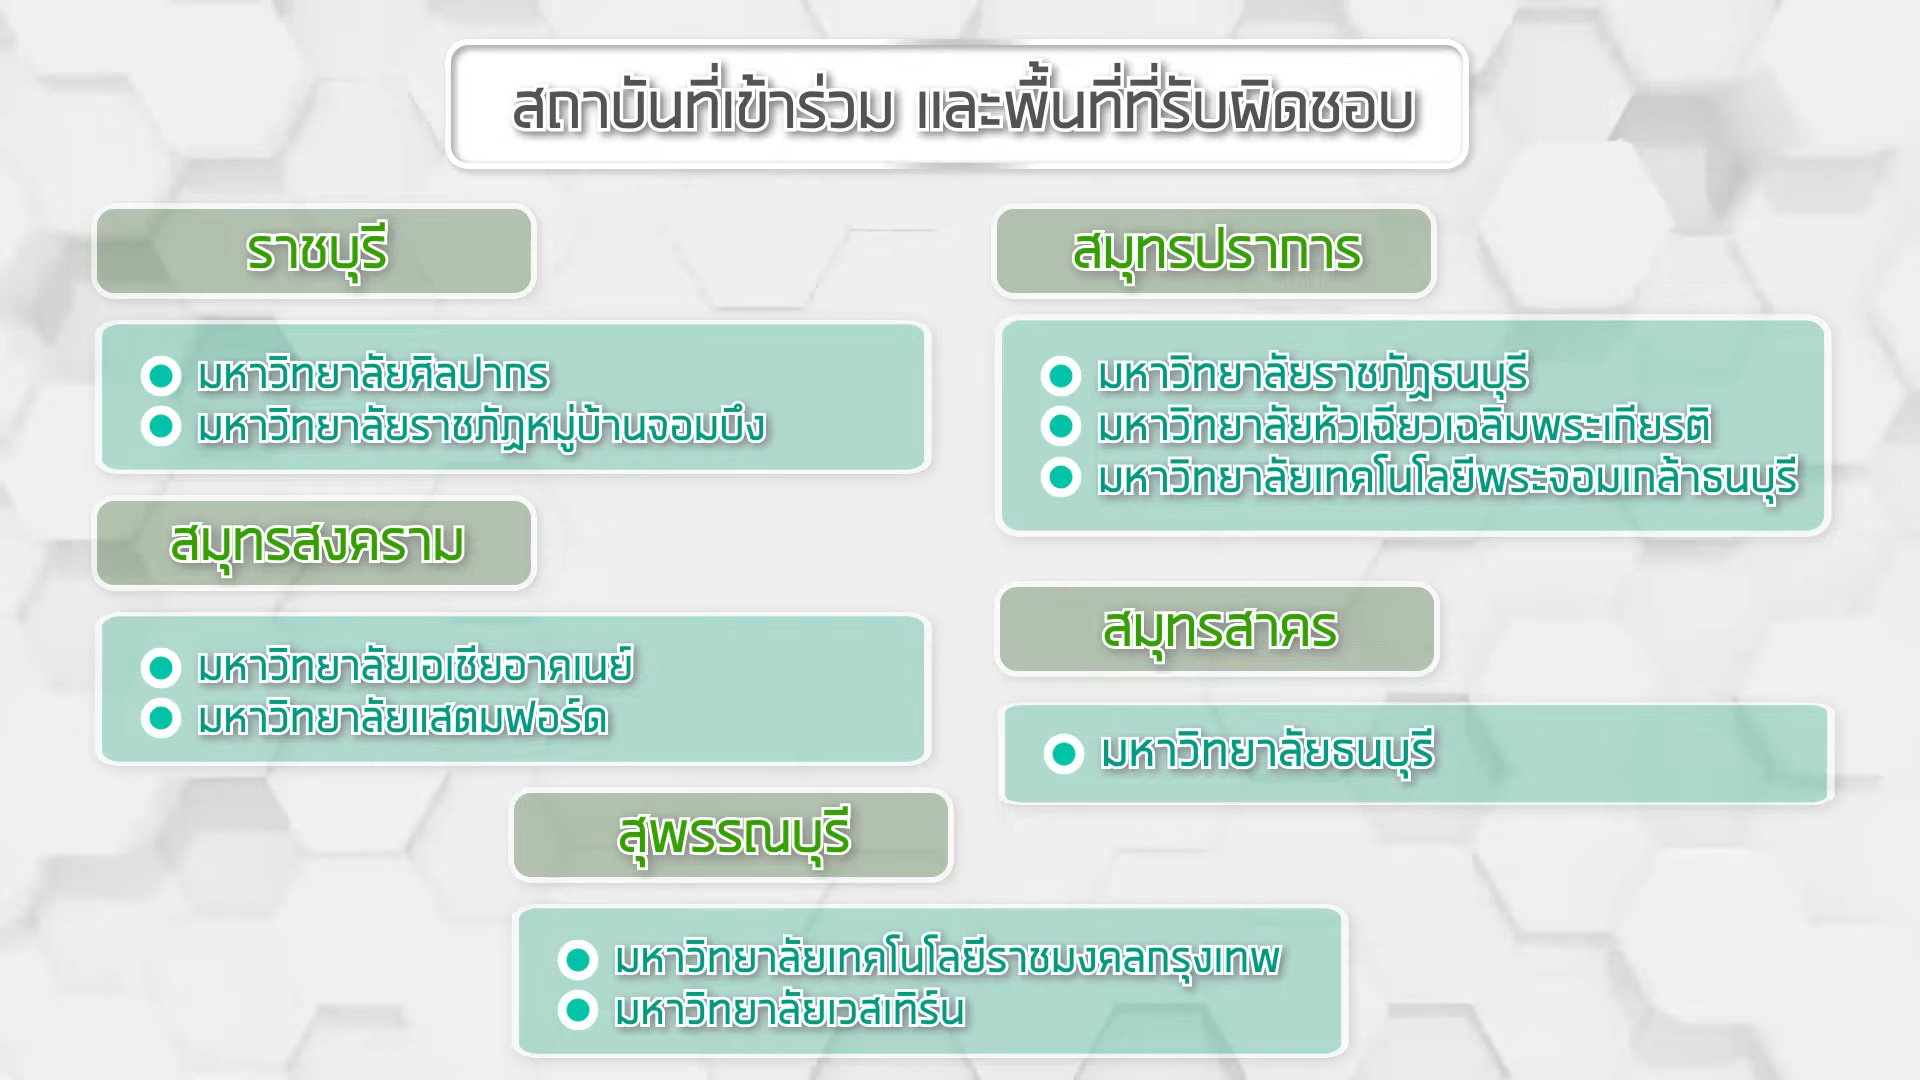 สถาบันที่เข้าร่วม และพื้นที่ที่รับผิดชอบ
ราชบุรี
มหาวิทยาลัยศิลปากร
มหาวิทยาลัยราชภัฏหมู่บ้านจอมบึง
สมุทรสงคราม
มหาวิทยาลัยเอเชียอาคเนย์
มหาวิทยาลัยแสตมฟอร์ด
สมุทรปราการ
มหาวิทยาลัยราชภัฏธนบุรี
มหาวิทยาลัยหัวเฉียวเฉลิมพระเกียรติ
มหาวิทยาลัยเทคโนโลยีพระจอมเกล้าธนบุรี
สมุทรสาคร
มหาวิทยาลัยธนบุรี
สุพรรณบุรี
มหาวิทยาลัยเทคโนโลยีราชมงคลกรุงเทพ
มหาวิทยาลัยเวสเทิร์น